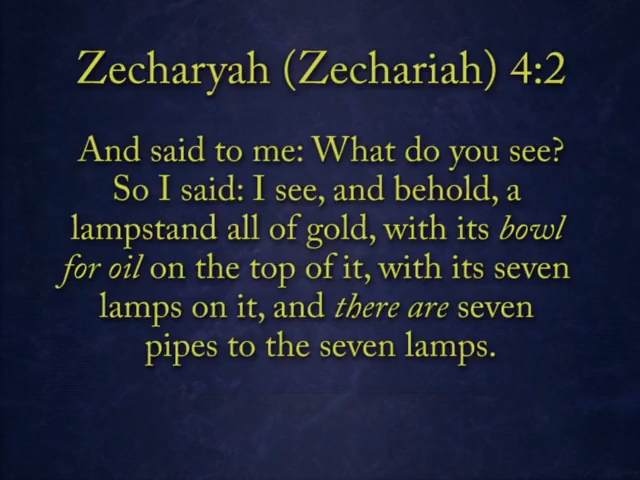 Zecharyah (Zechariah) 4:2
And said to me: What do you see?
So I said: I see, and behold, a
lampstand all of gold, with its bowl
for oil on the top of it, with its seven
lamps on it, and there are seven
pipes to the seven lamps.